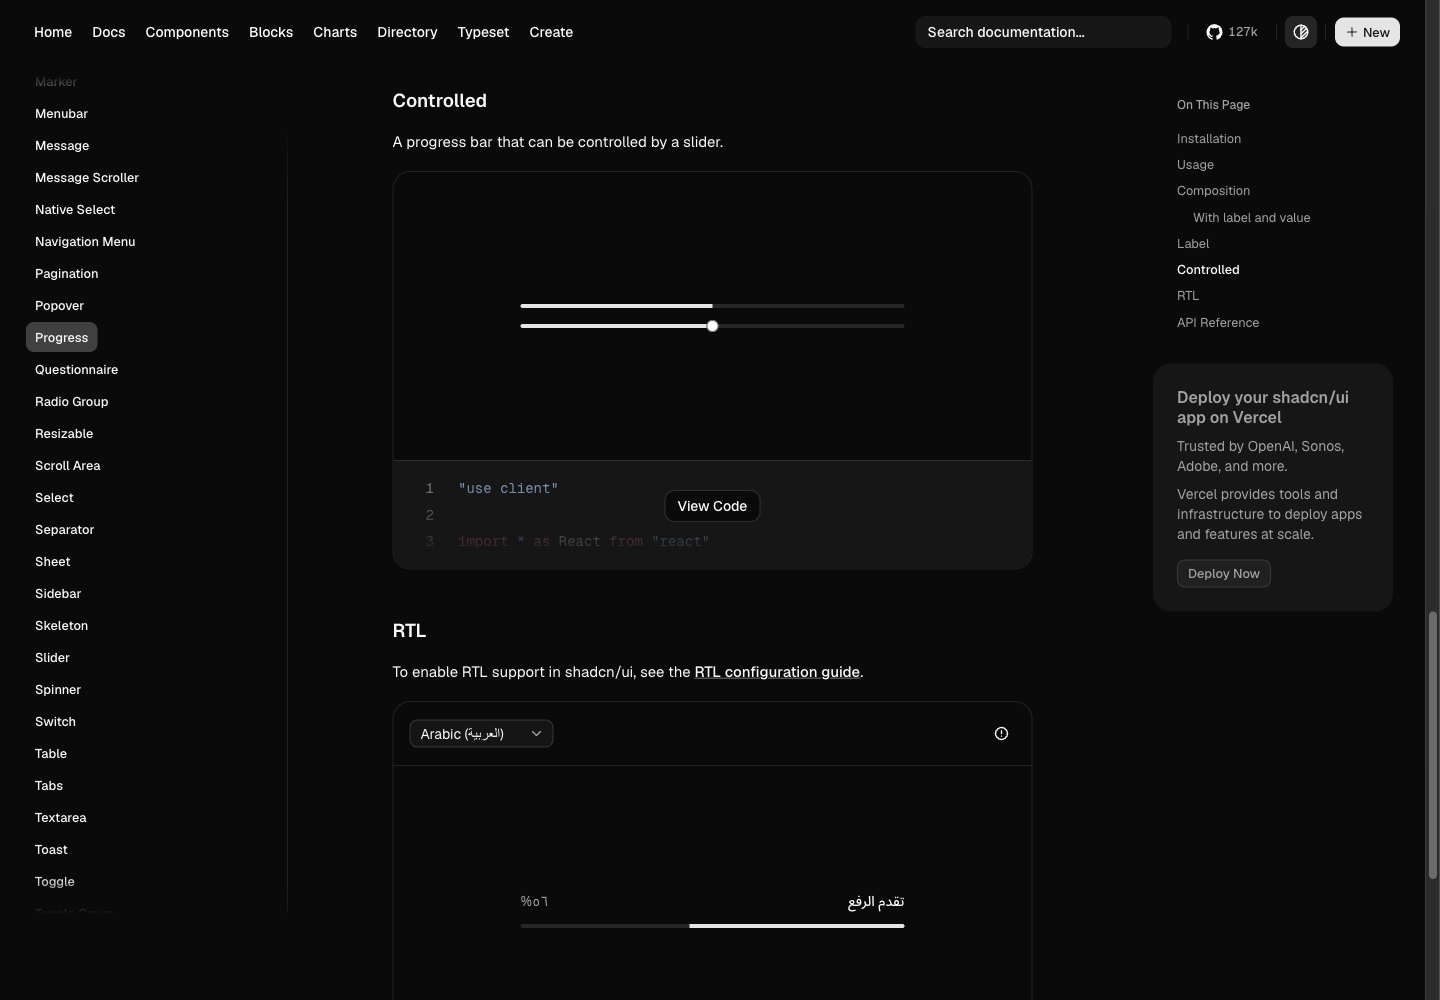 Home Docs Components Blocks Charts Directory Typeset Create
Search documentation...
127k
New
Marker
Menubar
Message
Message Scroller
Native Select
Navigation Menu
Pagination
Popover
Progress
Questionnaire
Radio Group
Resizable
Scroll Area
Select
Separator
Sheet
Sidebar
Skeleton
Slider
Spinner
Switch
Table
Tabs
Textarea
Toast
Toggle
Controlled
A progress bar that can be controlled by a slider.
1 "use client"
2
3 import * as React from "react"
View Code
RTL
To enable RTL support in shadcn/ui, see the RTL configuration guide.
Arabic (العربية)
تقدم الرفع
٥٦%
On This Page
Installation
Usage
Composition
With label and value
Label
Controlled
RTL
API Reference
Deploy your shadcn/ui
app on Vercel
Trusted by OpenAI, Sonos,
Adobe, and more.
Vercel provides tools and
infrastructure to deploy apps
and features at scale.
Deploy Now